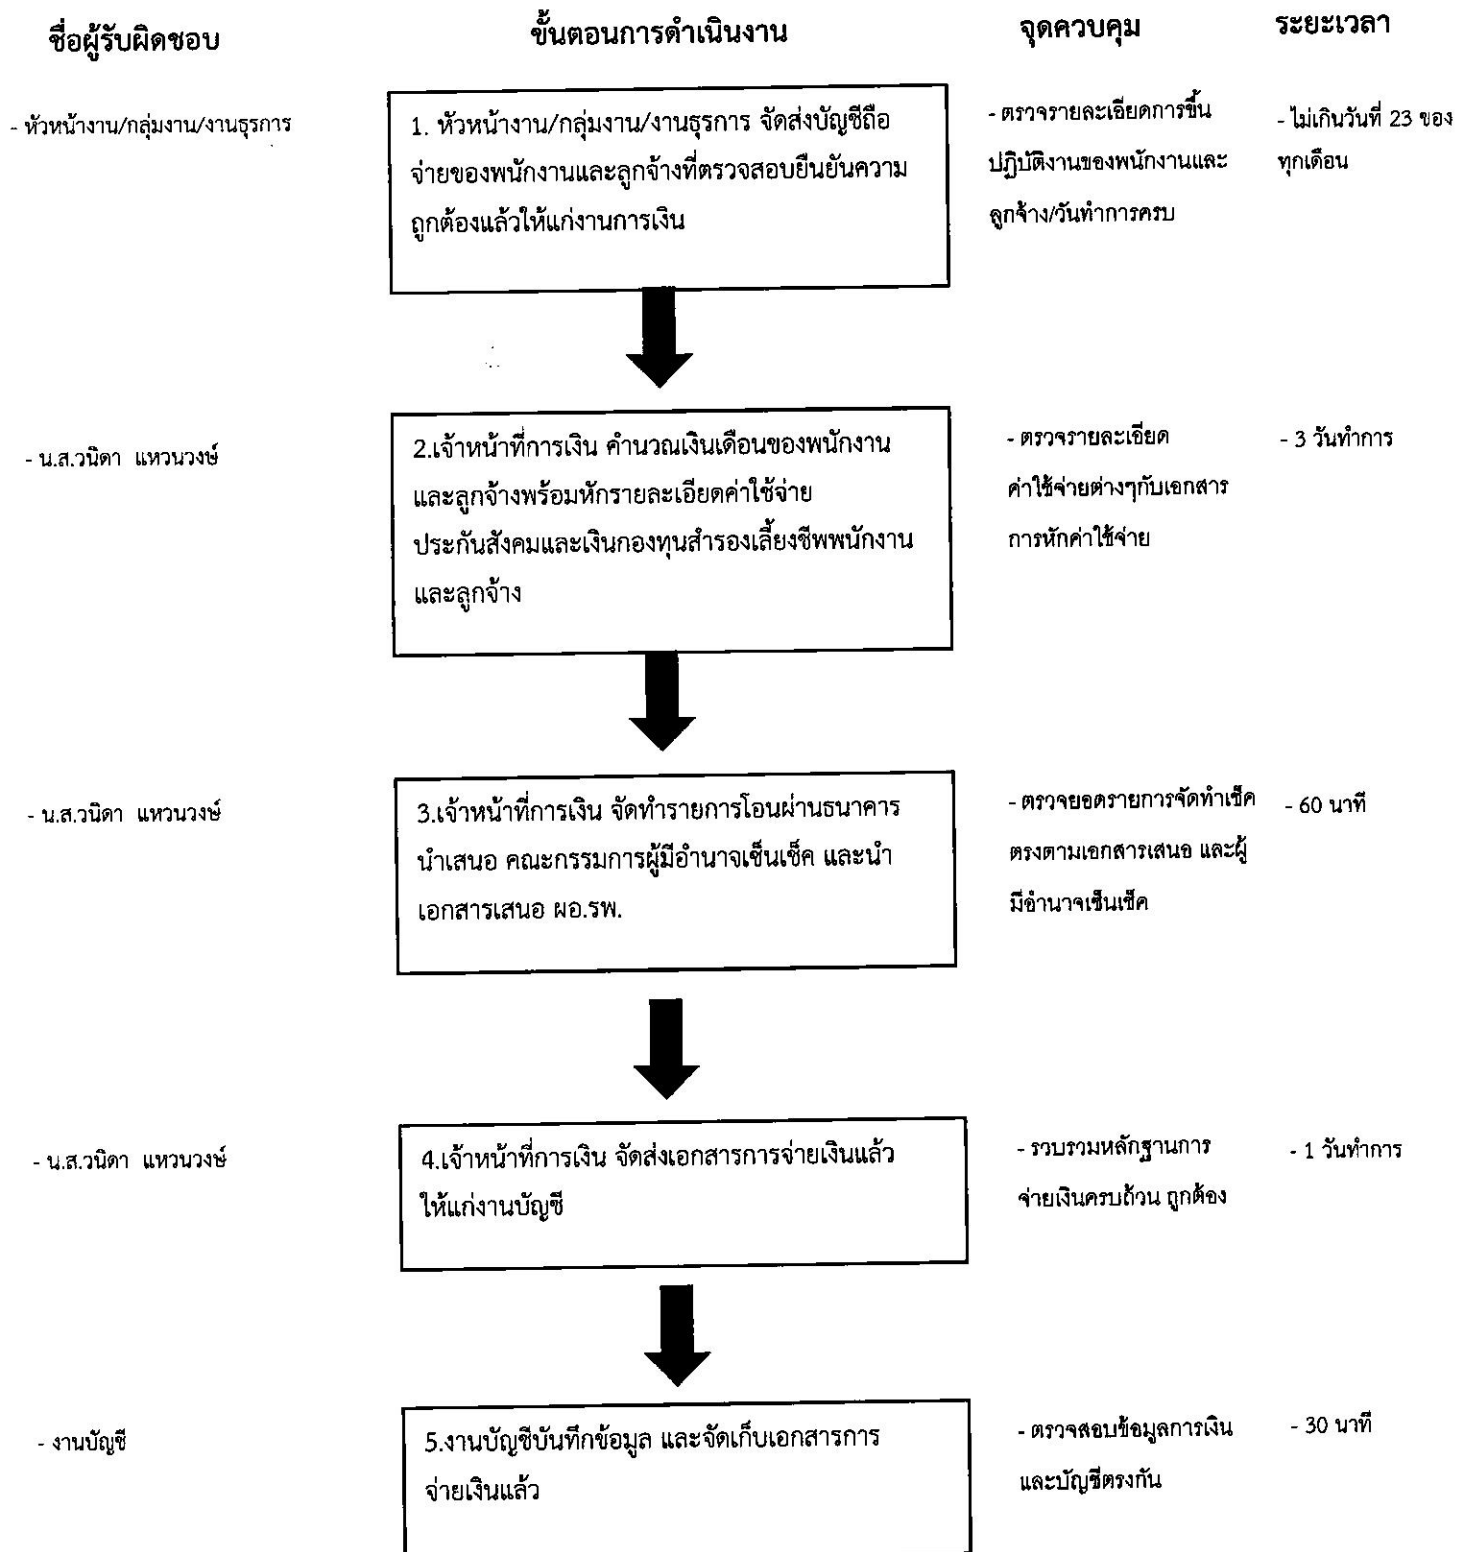 ชื่อผู้รับผิดชอบ
ขั้นตอนการดำเนินงาน
จุดควบคุม
ระยะเวลา
- หัวหน้างาน/กลุ่มงาน/งานธุรการ
1. หัวหน้างาน/กลุ่มงาน/งานธุรการ จัดส่งบัญชีถือ
จ่ายของพนักงานและลูกจ้างที่ตรวจสอบยืนยันความ
ถูกต้องแล้วให้แก่งานการเงิน
- ตรวจรายละเอียดการขึ้น
ปฏิบัติงานของพนักงานและ
ลูกจ้าง/วันทำการครบ
- ไม่เกินวันที่ 23 ของ
ทุกเดือน
- น.ส.วนิดา แหวนวงษ์
2.เจ้าหน้าที่การเงิน คำนวณเงินเดือนของพนักงาน
และลูกจ้างพร้อมหักรายละเอียดค่าใช้จ่าย
ประกันสังคมและเงินกองทุนสำรองเลี้ยงชีพพนักงาน
และลูกจ้าง
- ตรวจรายละเอียด
ค่าใช้จ่ายต่างๆกับเอกสาร
การหักค่าใช้จ่าย
- 3 วันทำการ
- น.ส.วนิดา แหวนวงษ์
3.เจ้าหน้าที่การเงิน จัดทำรายการโอนผ่านธนาคาร
นำเสนอ คณะกรรมการผู้มีอำนาจเซ็นเช็ค และนำ
เอกสารเสนอ ผอ.รพ.
- ตรวจยอดรายการจัดทำเช็ค
ตรงตามเอกสารเสนอ และผู้
มีอำนาจเซ็นเช็ค
- 60 นาที
- น.ส.วนิดา แหวนวงษ์
4.เจ้าหน้าที่การเงิน จัดส่งเอกสารการจ่ายเงินแล้ว
ให้แก่งานบัญชี
- รวบรวมหลักฐานการ
จ่ายเงินครบถ้วน ถูกต้อง
- 1 วันทำการ
- งานบัญชี
5.งานบัญชีบันทึกข้อมูล และจัดเก็บเอกสารการ
จ่ายเงินแล้ว
- ตรวจสอบข้อมูลการเงิน
และบัญชีตรงกัน
- 30 นาที